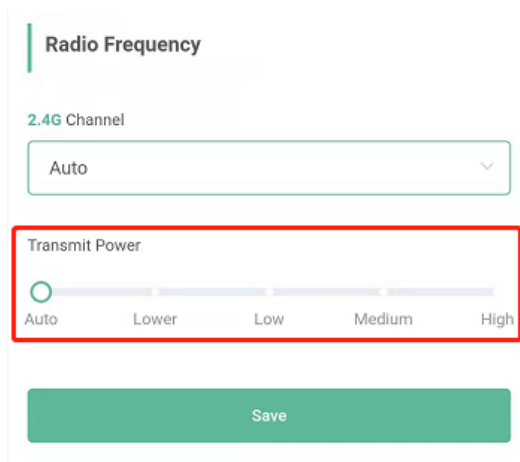 Radio Frequency
2.4G Channel
Auto
Transmit Power
Auto Lower Low Medium High
Save